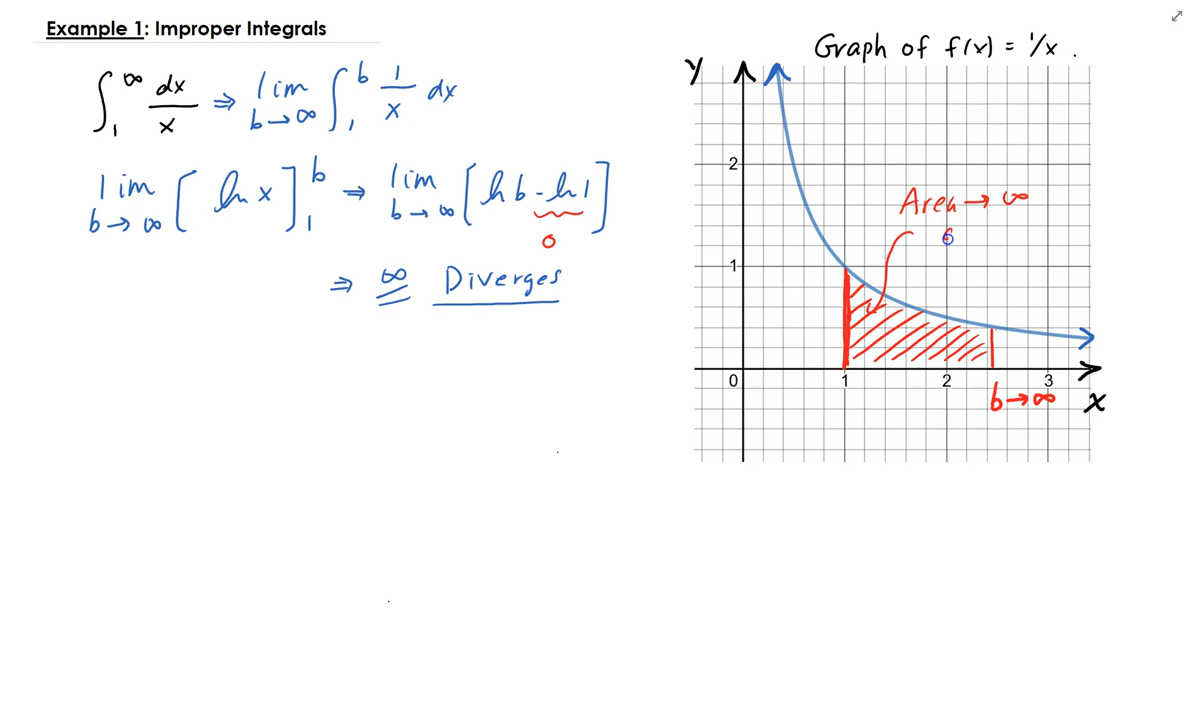 Example 1: Improper Integrals
∫₁^∞ dx/x ⇒ lim b→∞ ∫₁^b 1/x dx
lim b→∞ [ ln x ]₁^b ⇒ lim b→∞ [ln b - ln 1]
0
⇒ ∞ Diverges
Graph of f(x) = 1/x .
y
2
Area → ∞
1
0 1 2 3
b→∞ x